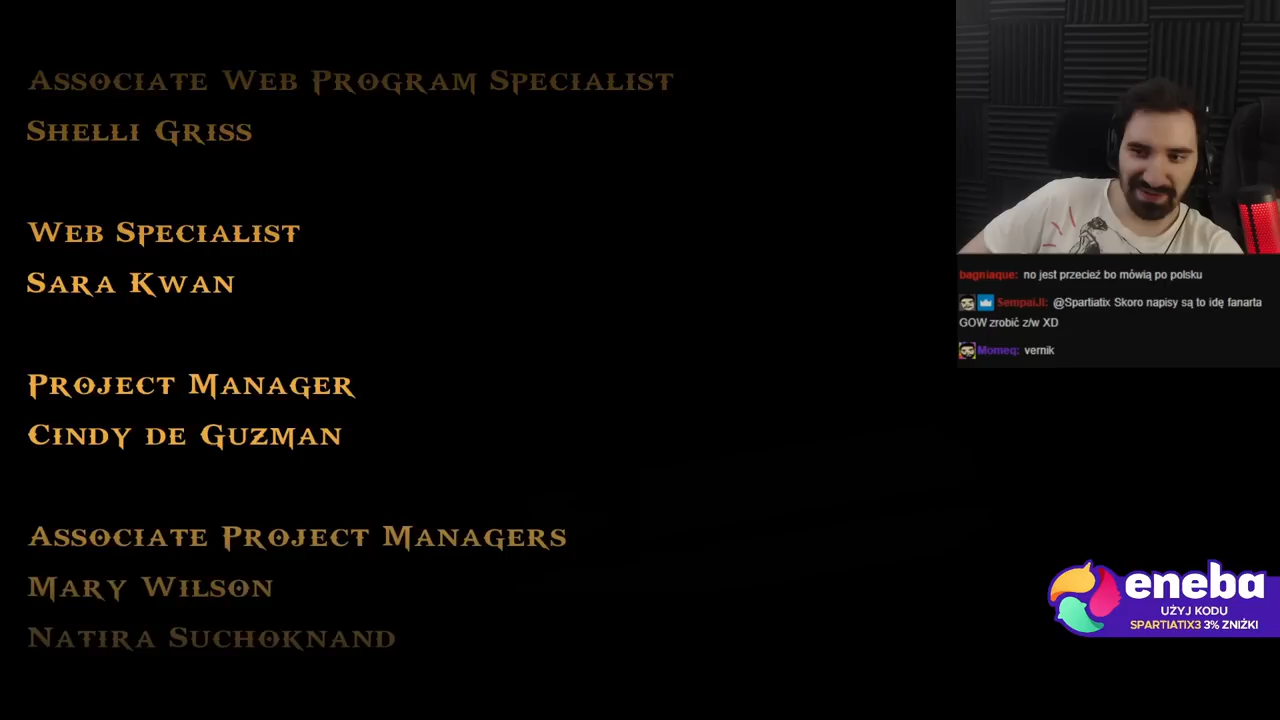 Associate Web Program Specialist
Shelli Griss
Web Specialist
Sara Kwan
Project Manager
Cindy de Guzman
Associate Project Managers
Mary Wilson
Natira Suchoknand
bagniaque: no jest przecież bo mówią po polsku
SempaiJI: @Spartiatix Skoro napisy są to idę fanarta
GOW zrobić z/w XD
Momeq: vernik
eneba
UŻYJ KODU
SPARTIATIX3 3% ZNIŻKI